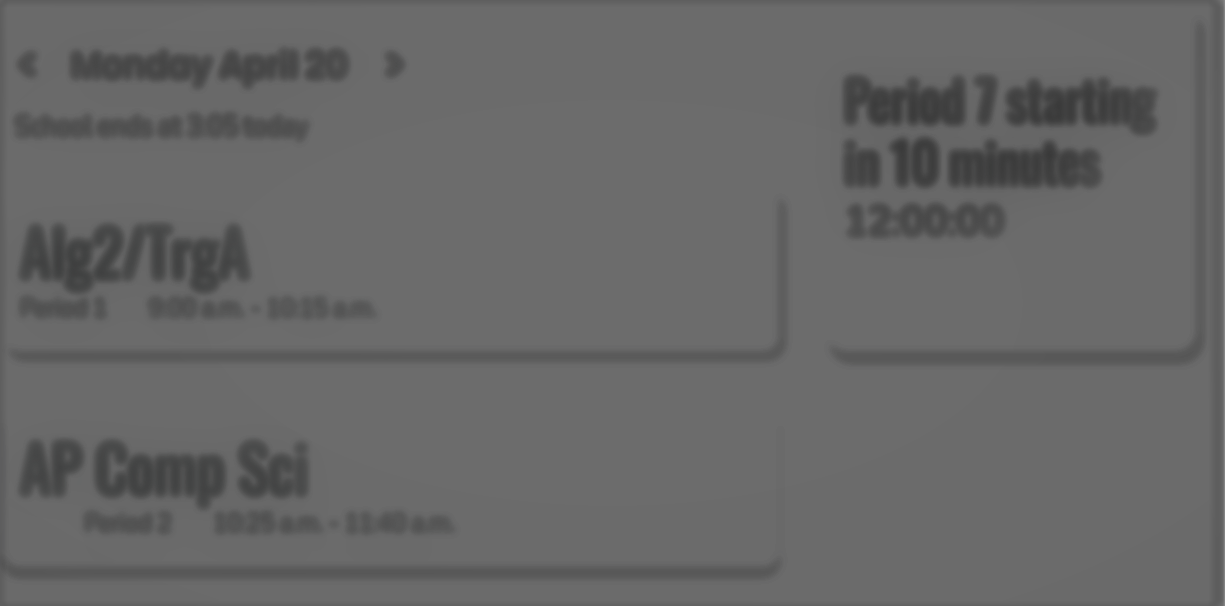 < Monday April 20 >
School ends at 3:05 today
Period 7 starting
in 10 minutes
12:00:00
Alg2/TrgA
Period 1 9:00 a.m. - 10:15 a.m.
AP Comp Sci
Period 2 10:25 a.m. - 11:40 a.m.